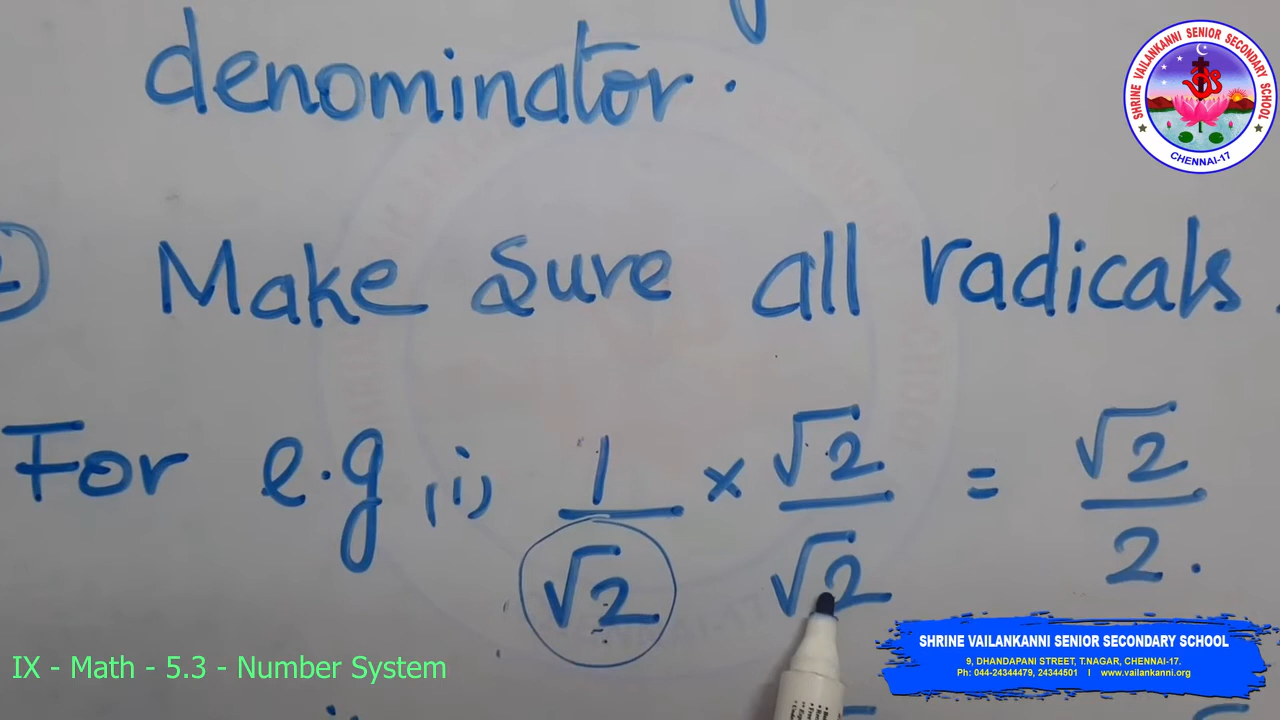 denominator.
Make sure all radicals
For e.g (i) 1/√2 × √2/√2 = √2/2.
SHRINE VAILANKANNI SENIOR SECONDARY SCHOOL
CHENNAI-17
IX - Math - 5.3 - Number System
SHRINE VAILANKANNI SENIOR SECONDARY SCHOOL
9, DHANDAPANI STREET, T.NAGAR, CHENNAI-17.
Ph: 044-24344479, 24344501 I www.vailankanni.org